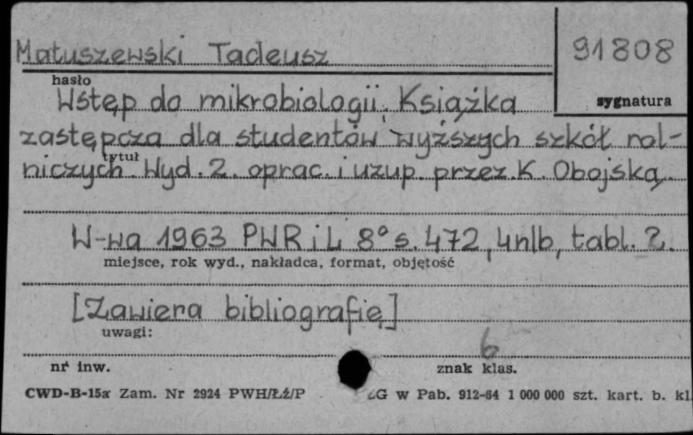 Matuszewski Tadeusz
91808
hasło
sygnatura
Wstęp do mikrobiologii. Książka
zastępcza dla studentów wyższych szkół rol-
tytuł
niczych. Wyd. 2. oprac. i uzup. przez K. Obojską.
W-wa 1963 PWRiL 8° s. 472, 4nlb, tabl. 2.
miejsce, rok wyd., nakładca, format, objętość
[Zawiera bibliografię]
uwagi:
6
nr inw.
znak klas.
CWD-B-15a Zam. Nr 2924 PWH/Łź/P
G w Pab. 912-64 1 000 000 szt. kart. b. kl.